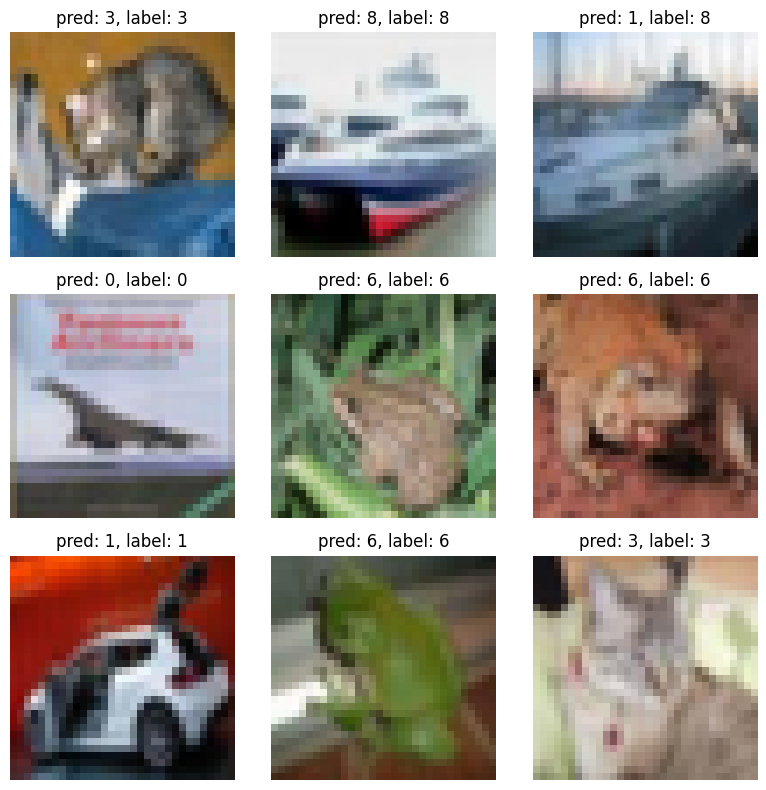 pred: 3, label: 3
pred: 8, label: 8
pred: 1, label: 8
pred: 0, label: 0
pred: 6, label: 6
pred: 6, label: 6
pred: 1, label: 1
pred: 6, label: 6
pred: 3, label: 3